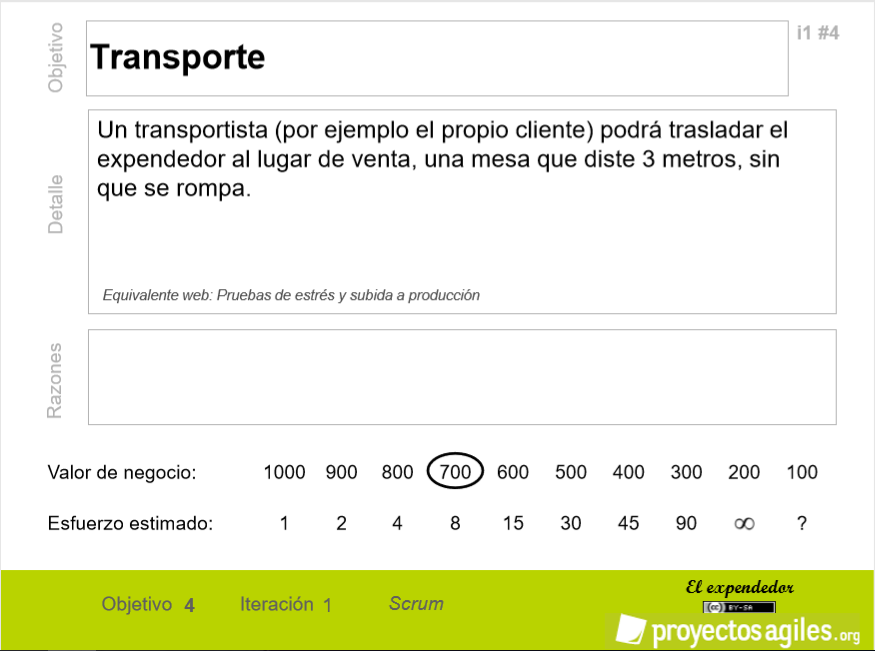 Objetivo
Transporte
i1 #4
Detalle
Un transportista (por ejemplo el propio cliente) podrá trasladar el
expendedor al lugar de venta, una mesa que diste 3 metros, sin
que se rompa.
Equivalente web: Pruebas de estrés y subida a producción
Razones
Valor de negocio: 1000 900 800 700 600 500 400 300 200 100
Esfuerzo estimado: 1 2 4 8 15 30 45 90 ∞ ?
Objetivo 4 Iteración 1 Scrum
El expendedor
cc BY-SA
proyectosagiles.org